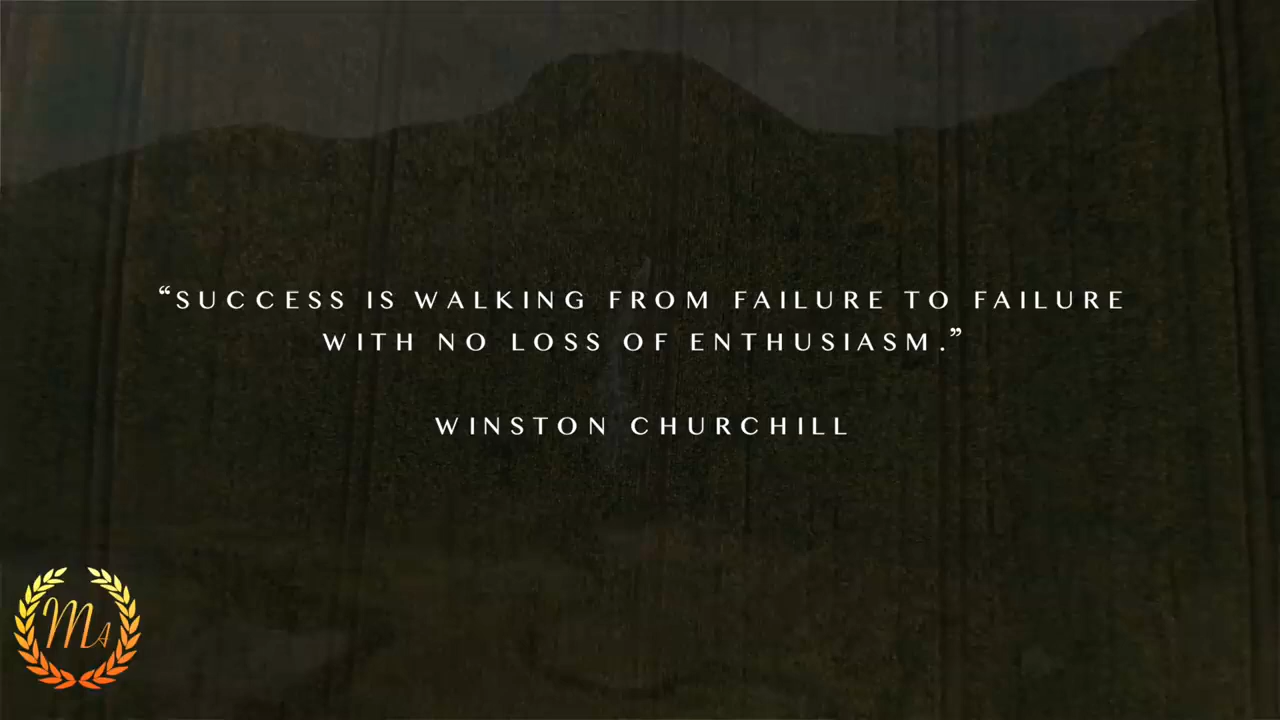 “SUCCESS IS WALKING FROM FAILURE TO FAILURE
WITH NO LOSS OF ENTHUSIASM.”
WINSTON CHURCHILL
MA